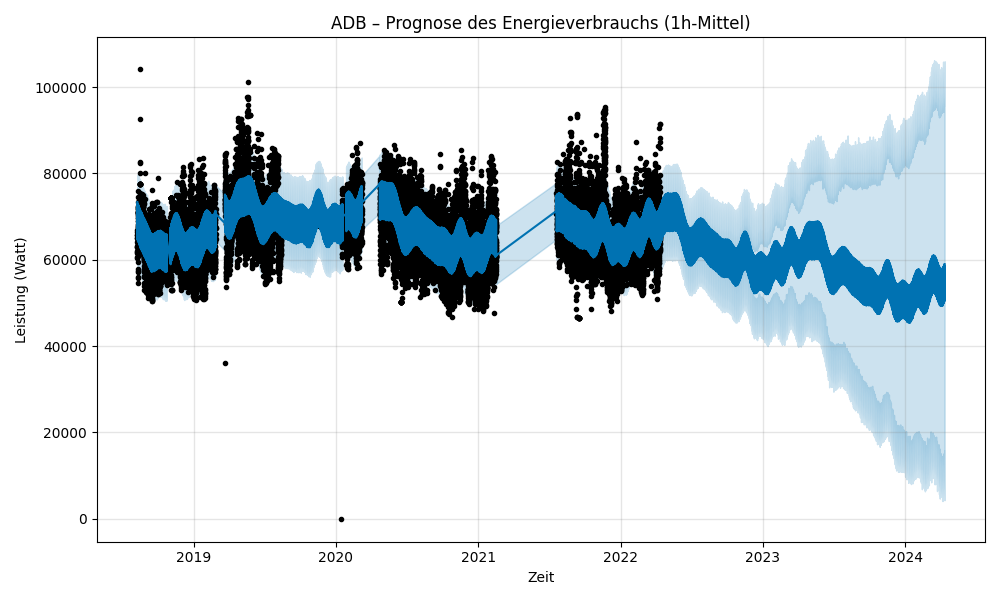 ADB – Prognose des Energieverbrauchs (1h-Mittel)
100000
80000
60000
40000
20000
0
Leistung (Watt)
2019 2020 2021 2022 2023 2024
Zeit